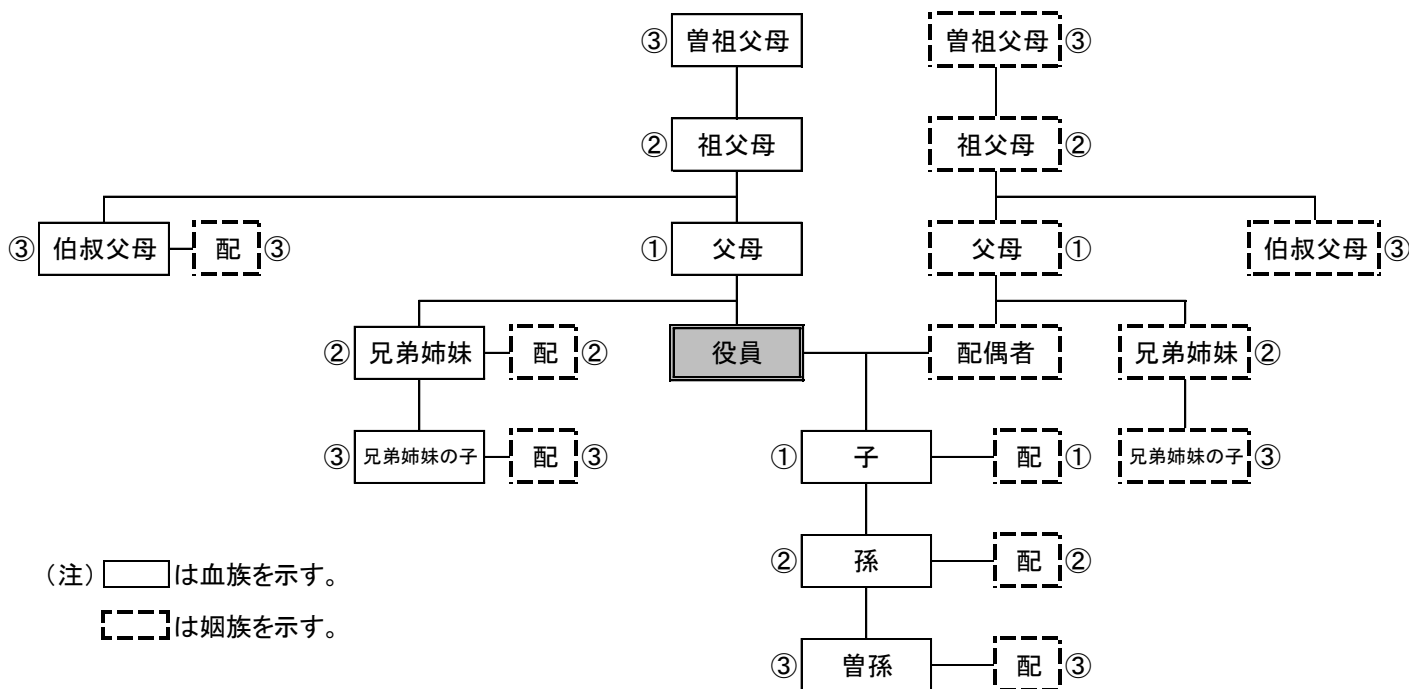 ③ 曽祖父母 曽祖父母 ③
② 祖父母 祖父母 ②
③ 伯叔父母 配 ③ ① 父母 父母 ① 伯叔父母 ③
② 兄弟姉妹 配 ② 役員 配偶者 兄弟姉妹 ②
③ 兄弟姉妹の子 配 ③ ① 子 配 ① 兄弟姉妹の子 ③
② 孫 配 ②
(注) は血族を示す。
は姻族を示す。
③ 曽孫 配 ③